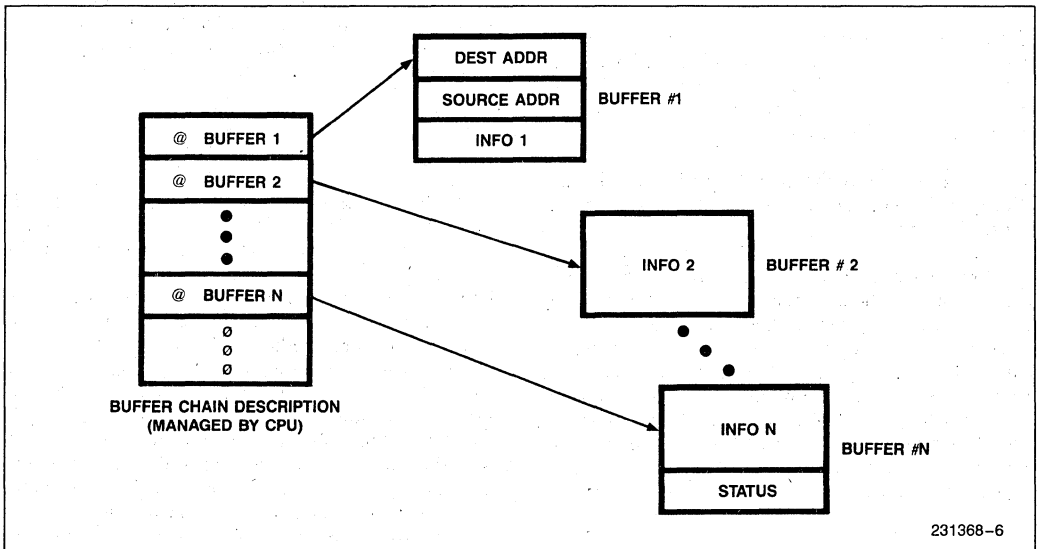 DEST ADDR
SOURCE ADDR
INFO 1
BUFFER #1
@ BUFFER 1
@ BUFFER 2
@ BUFFER N
Ø
Ø
Ø
BUFFER CHAIN DESCRIPTION
(MANAGED BY CPU)
INFO 2
BUFFER # 2
INFO N
STATUS
BUFFER #N
231368–6